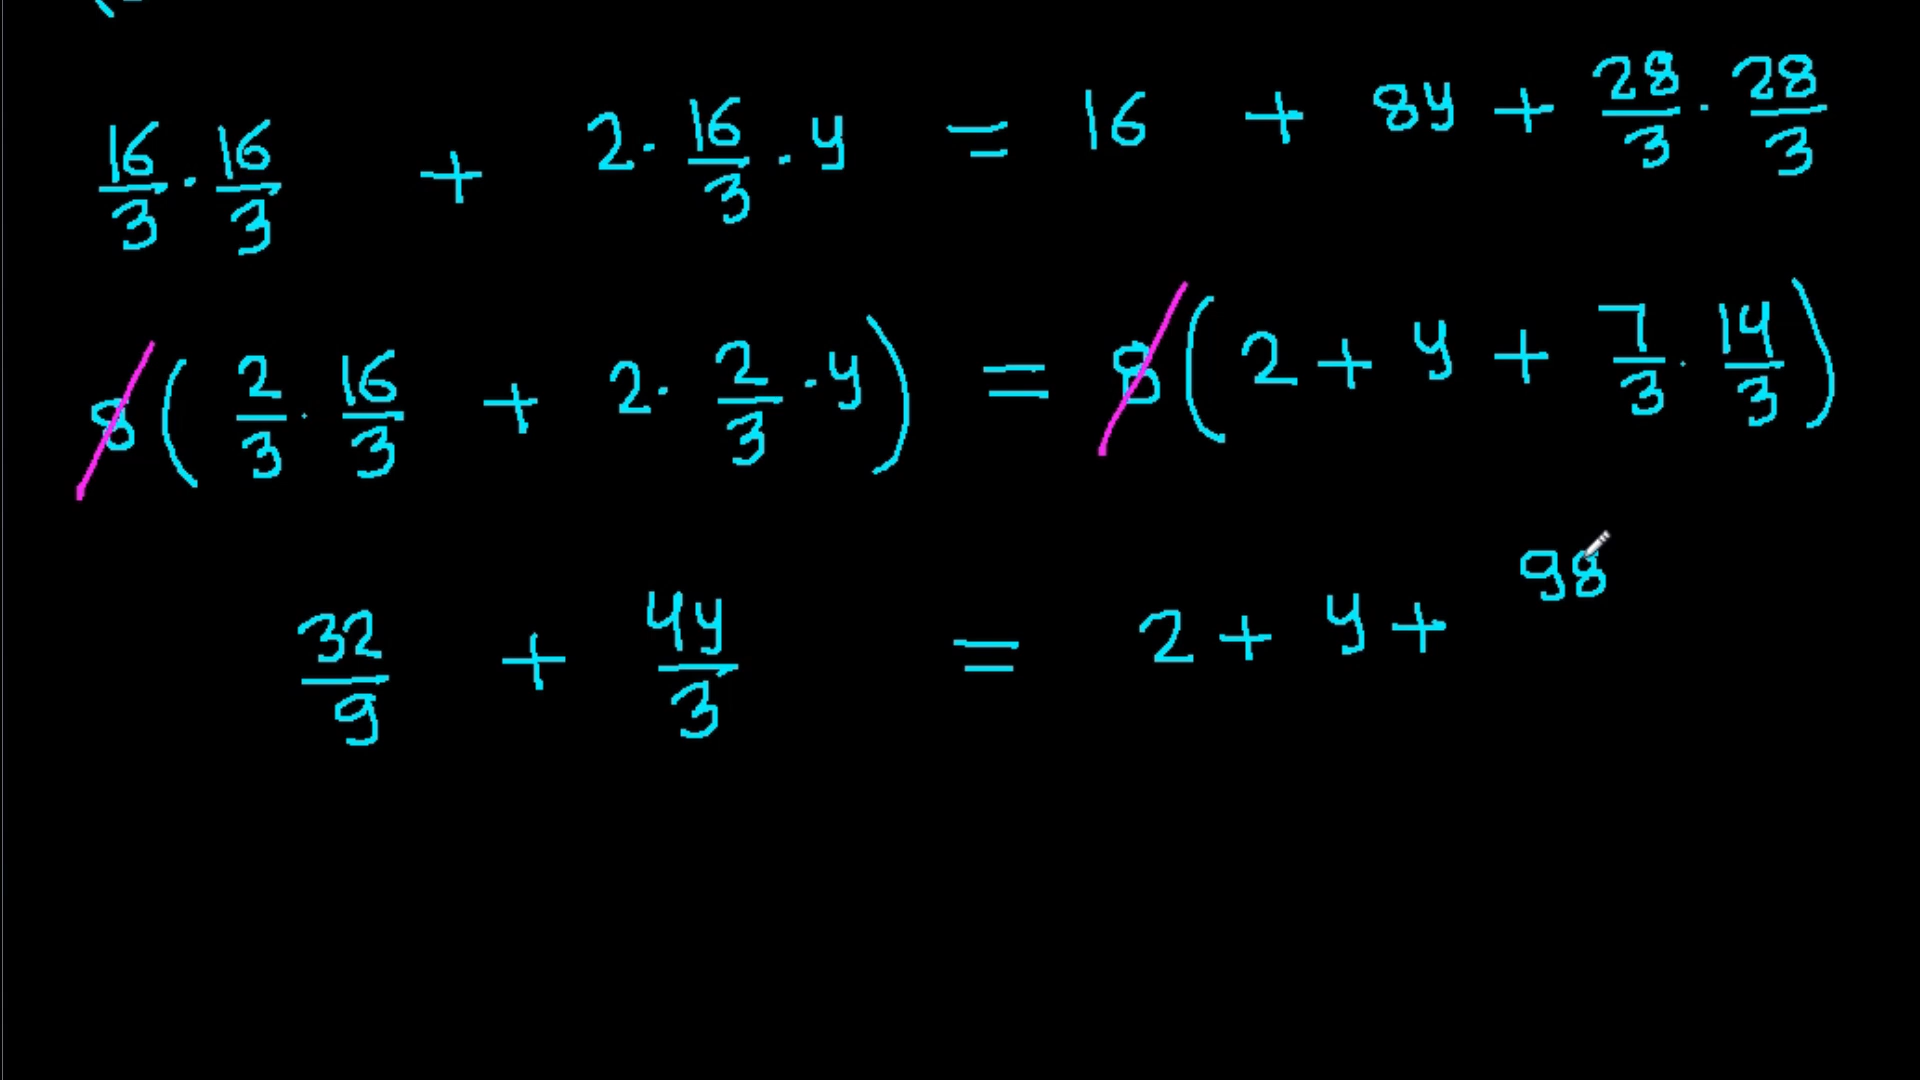 16/3 · 16/3 + 2 · 16/3 · y = 16 + 8y + 28/3 · 28/3
8( 2/3 · 16/3 + 2 · 2/3 · y ) = 8( 2 + y + 7/3 · 14/3 )
32/9 + 4y/3 = 2 + y + 98